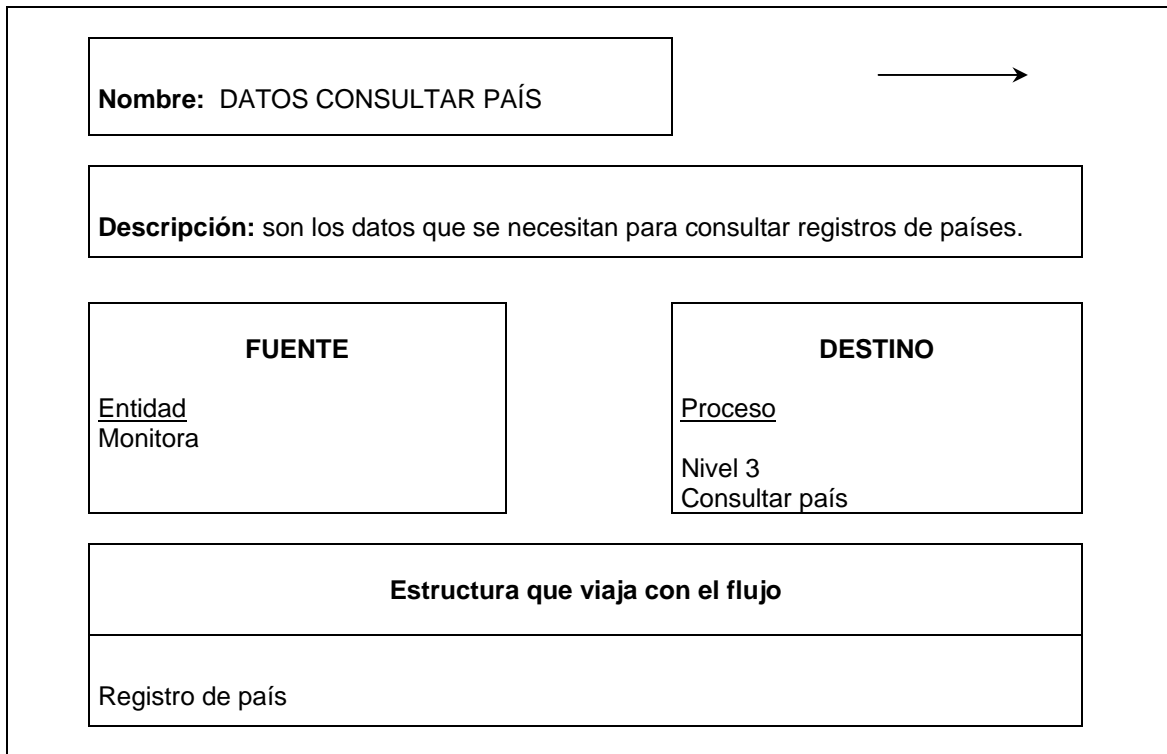 Nombre: DATOS CONSULTAR PAÍS
Descripción: son los datos que se necesitan para consultar registros de países.
FUENTE
Entidad
Monitora
DESTINO
Proceso
Nivel 3
Consultar país
Estructura que viaja con el flujo
Registro de país